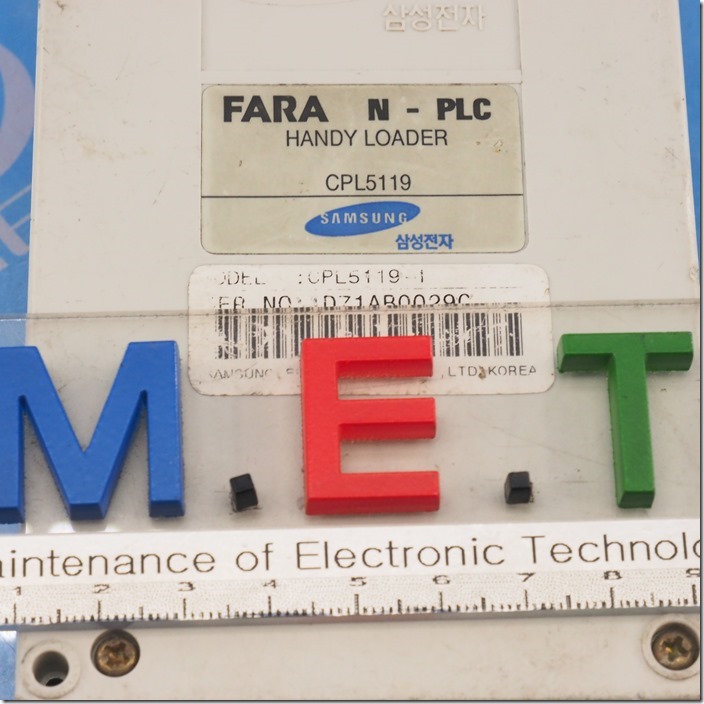 삼성전자
FARA N - PLC
HANDY LOADER
CPL5119
SAMSUNG
삼성전자
:CPL5119-1
LTD. KOREA
M.E.T
aintenance of Electronic Technolo
2 3 4 5 6 7 8 9